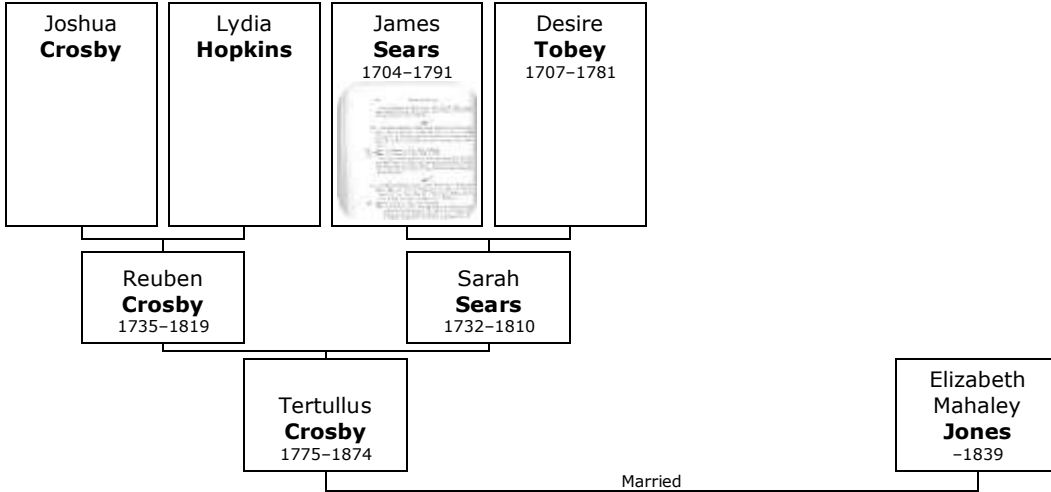 Joshua
Crosby
Lydia
Hopkins
James
Sears
1704–1791
Desire
Tobey
1707–1781
Reuben
Crosby
1735–1819
Sarah
Sears
1732–1810
Tertullus
Crosby
1775–1874
Elizabeth
Mahaley
Jones
–1839
Married